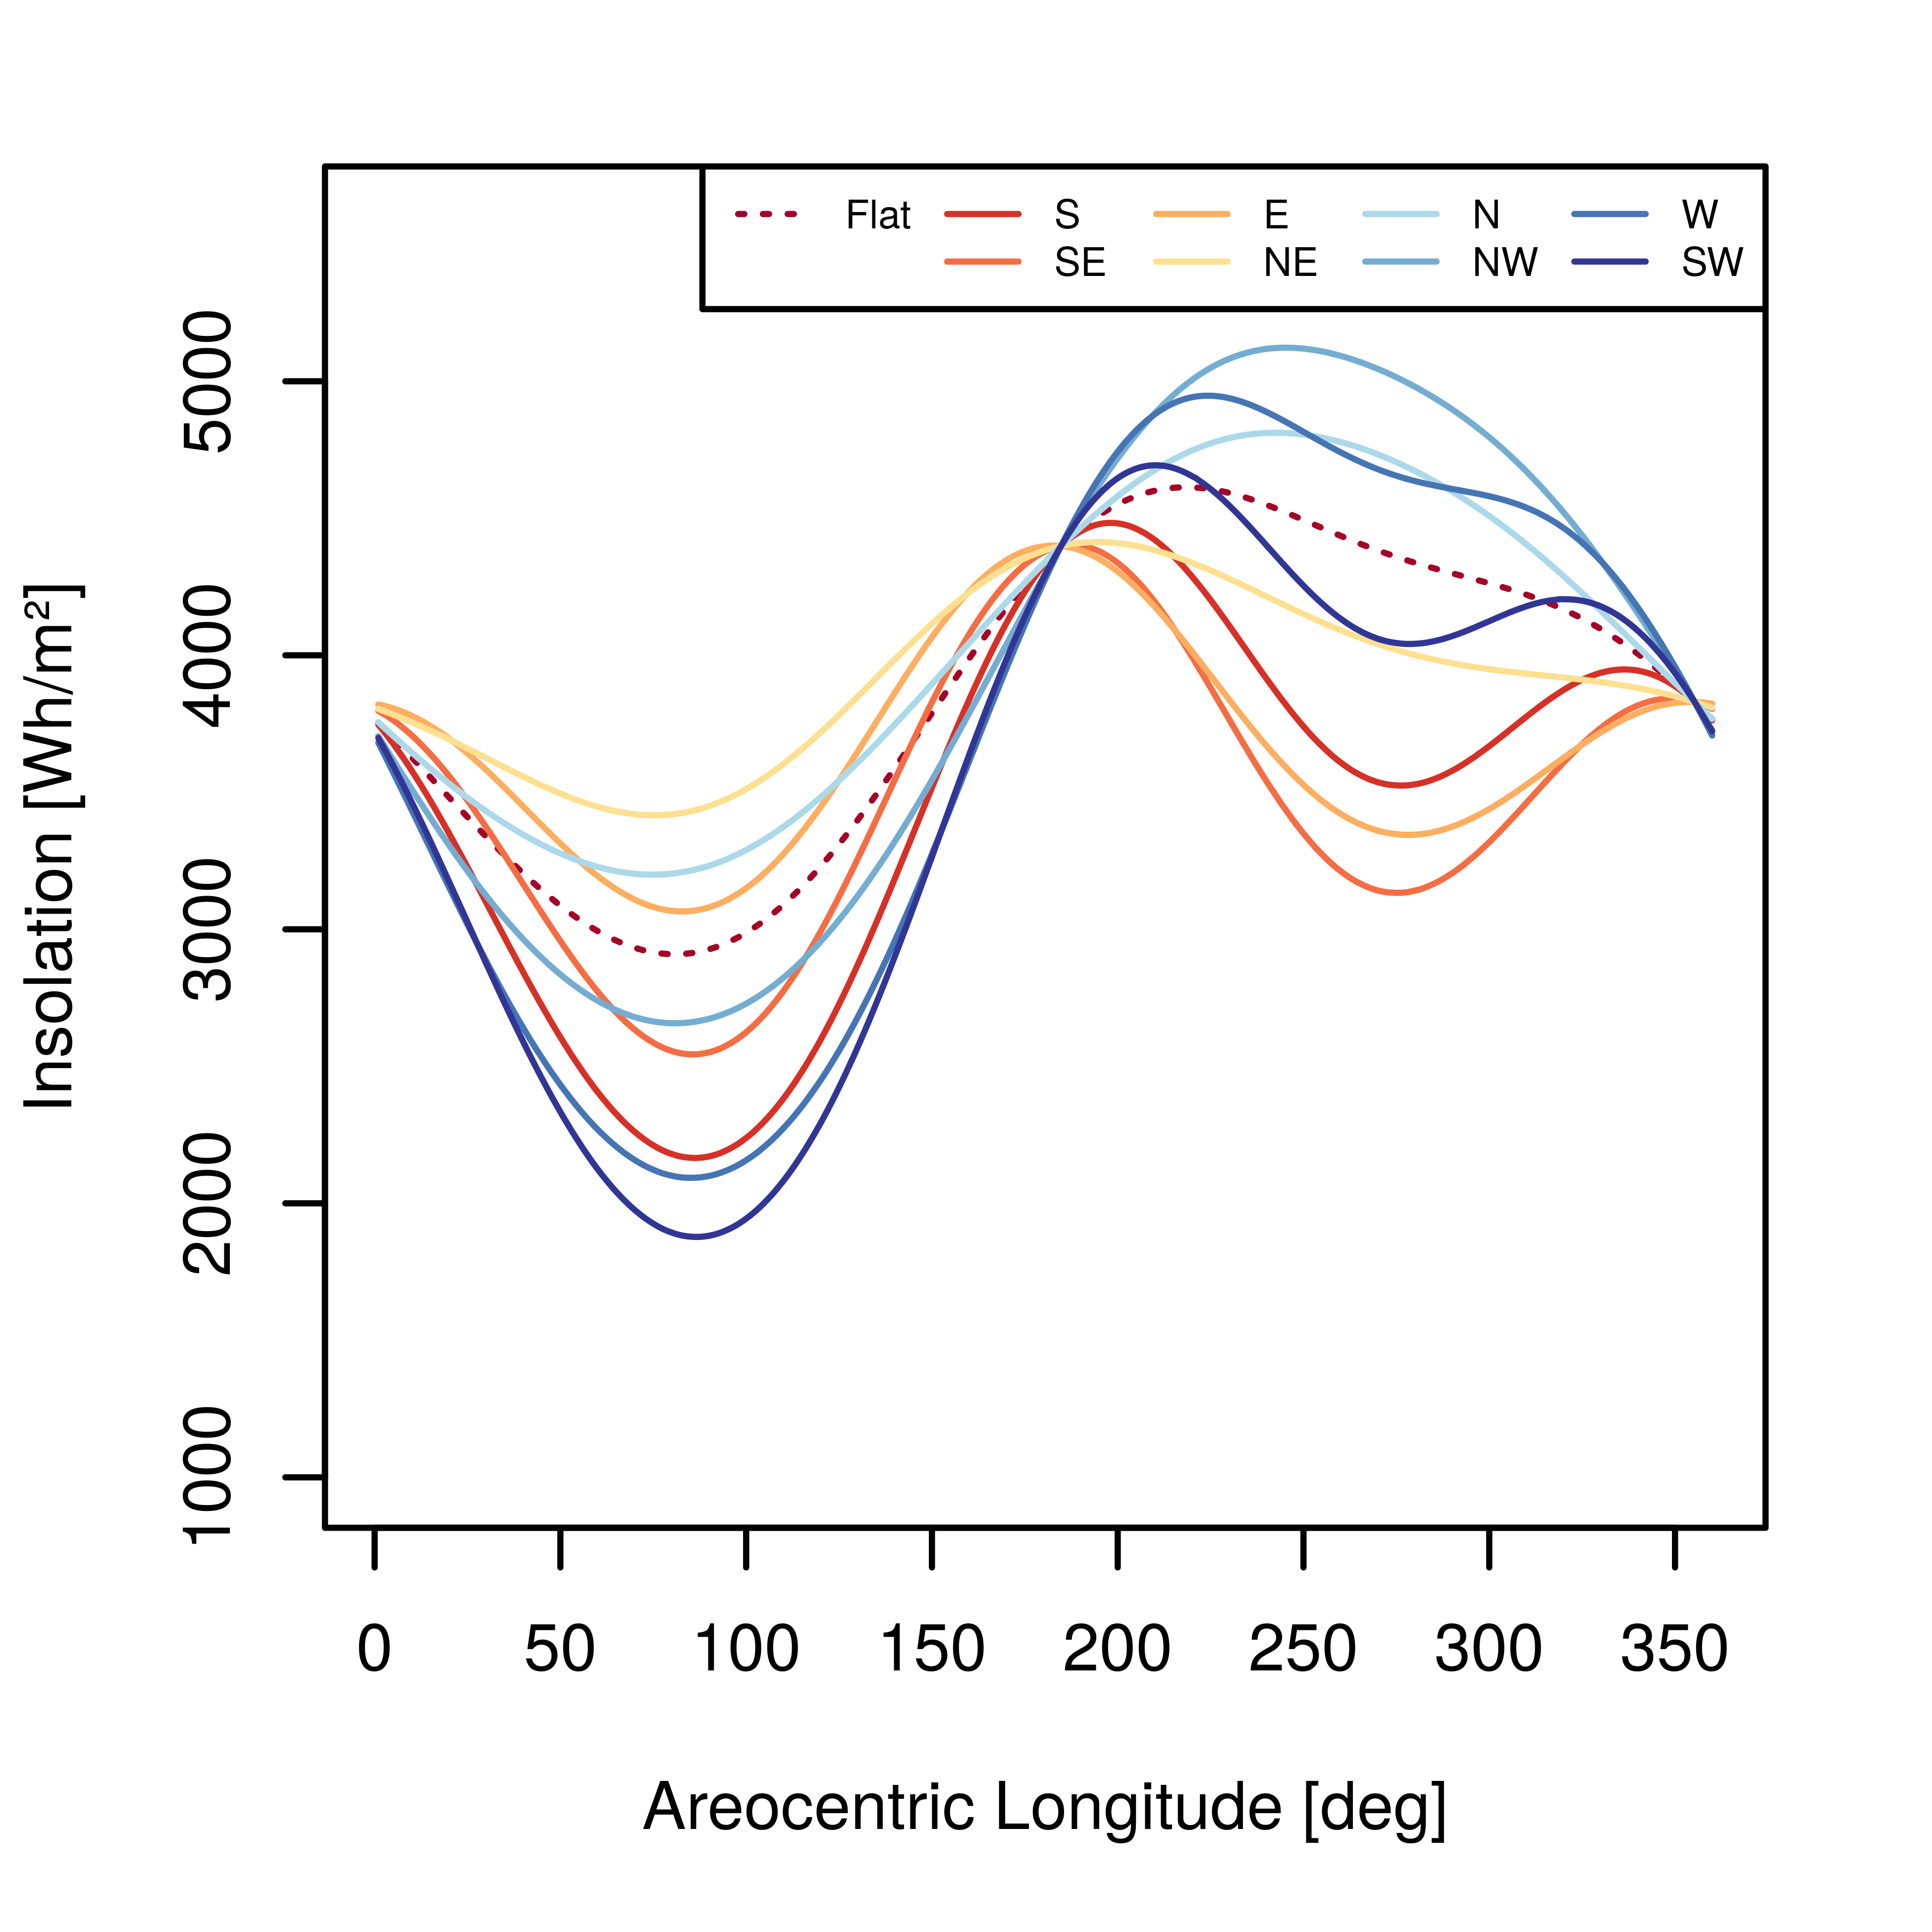 Flat S E N W
SE NE NW SW
Insolation [Wh/m²]
5000
4000
3000
2000
1000
0 50 100 150 200 250 300 350
Areocentric Longitude [deg]